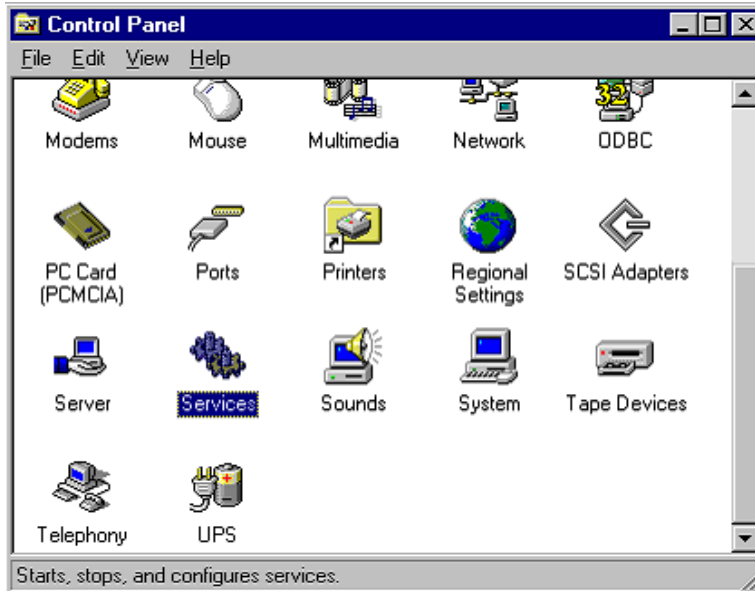 Control Panel
File Edit View Help
Modems Mouse Multimedia Network ODBC
32
PC Card Ports Printers Regional SCSI Adapters
(PCMCIA) Settings
Server Services Sounds System Tape Devices
Telephony UPS
Starts, stops, and configures services.